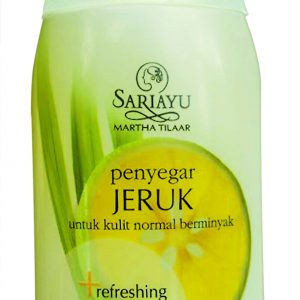 SARIAYU
MARTHA TILAAR
penyegar
JERUK
untuk kulit normal berminyak
+refreshing